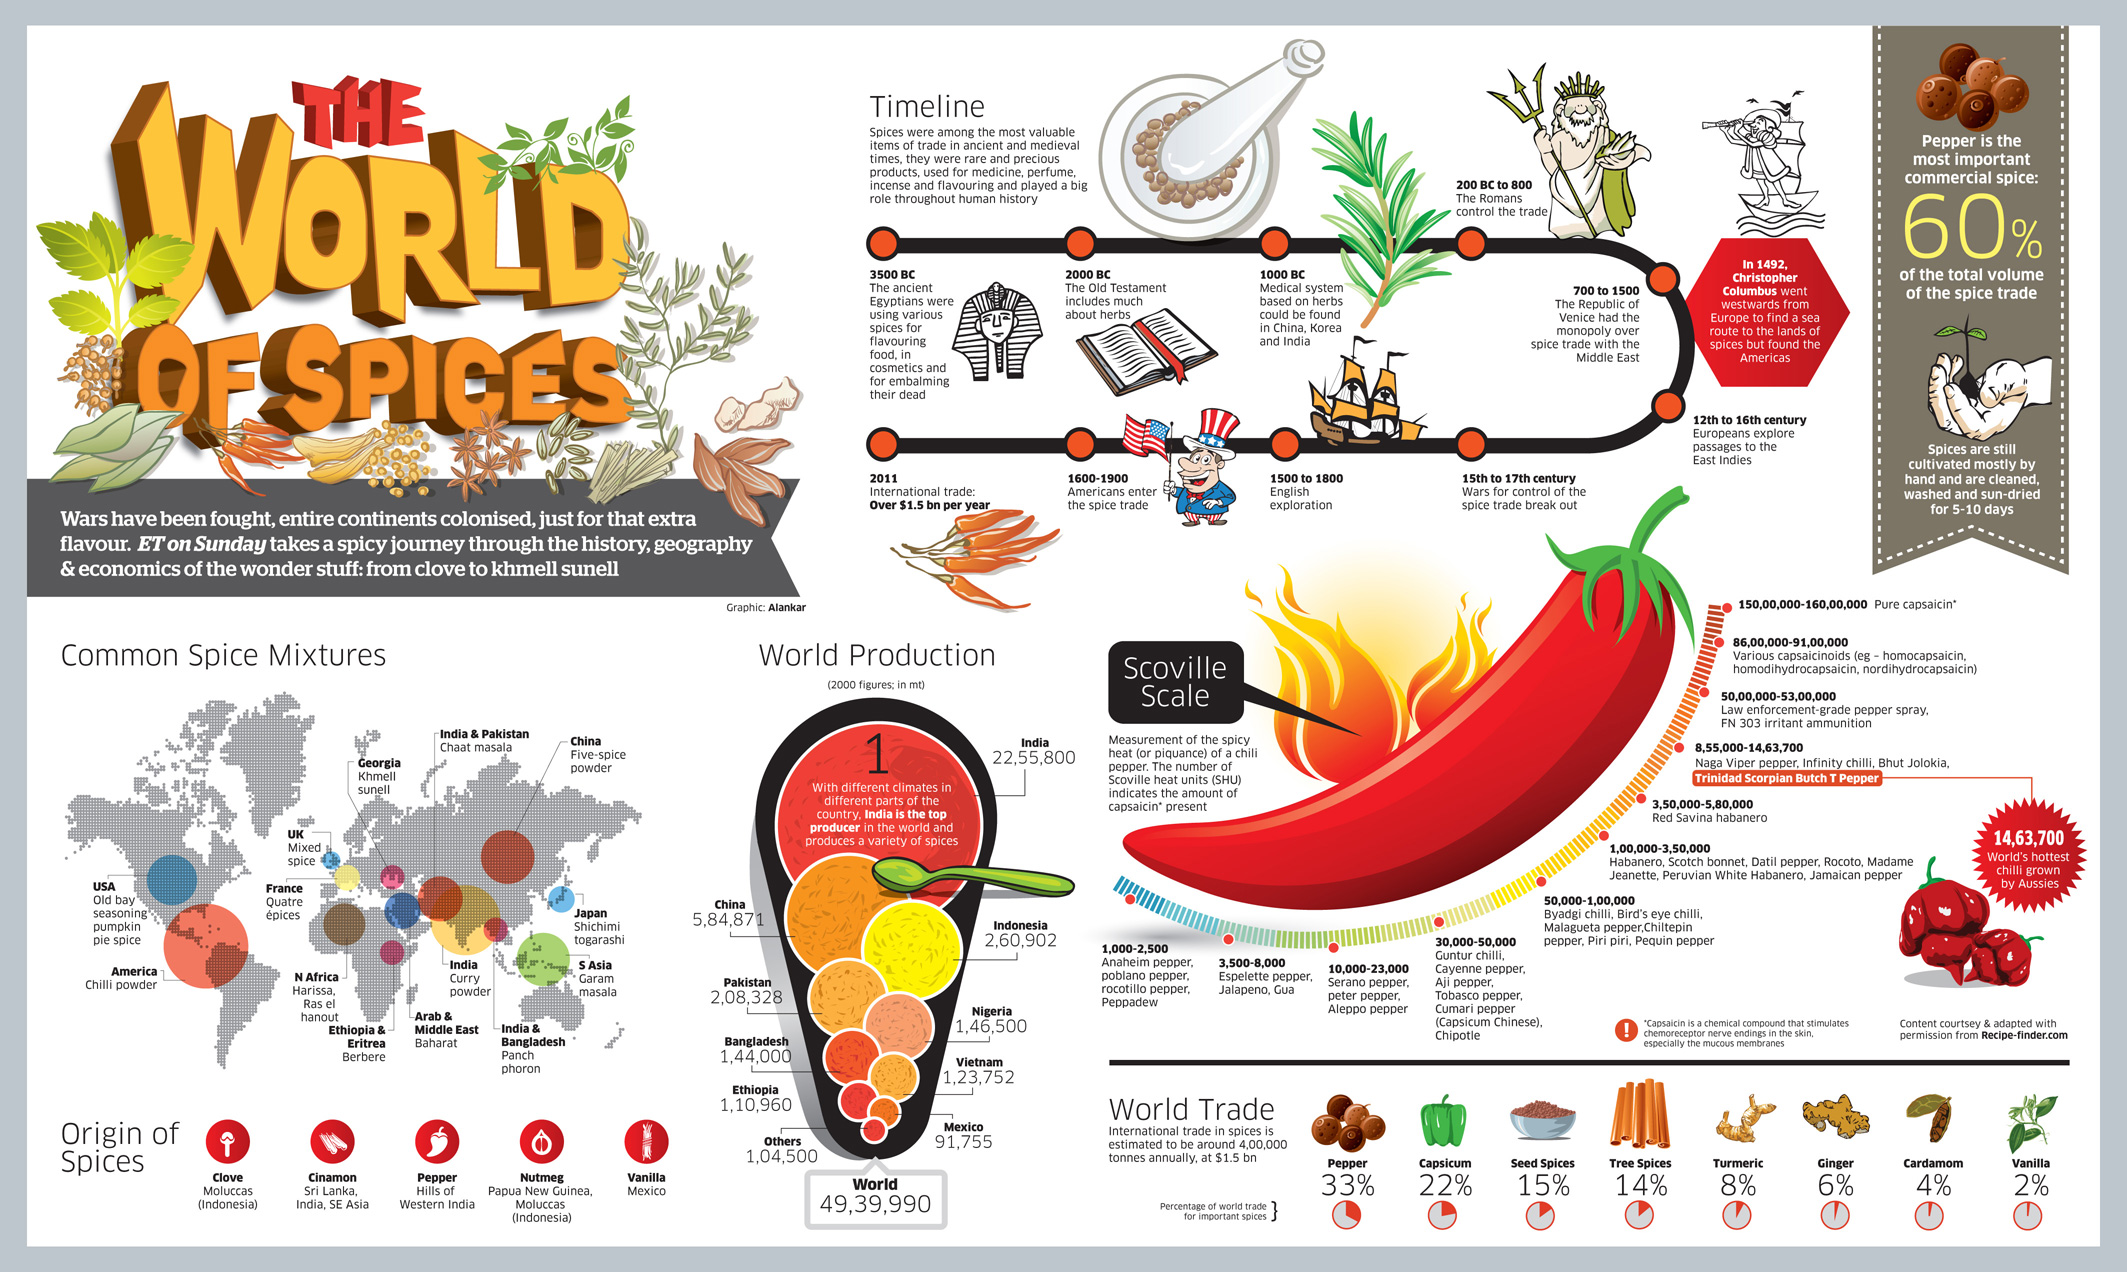 THE
WORLD
OF SPICES
Wars have been fought, entire continents colonised, just for that extra
flavour. ET on Sunday takes a spicy journey through the history, geography
& economics of the wonder stuff: from clove to khmell sunell
Graphic: Alankar
Timeline
Spices were among the most valuable
items of trade in ancient and medieval
times, they were rare and precious
products, used for medicine, perfume,
incense and flavouring and played a big
role throughout human history
3500 BC
The ancient
Egyptians were
using various
spices for
flavouring
food, in
cosmetics and
for embalming
their dead
2000 BC
The Old Testament
includes much
about herbs
1000 BC
Medical system
based on herbs
could be found
in China, Korea
and India
200 BC to 800
The Romans
control the trade
700 to 1500
The Republic of
Venice had the
monopoly over
spice trade with the
Middle East
In 1492,
Christopher
Columbus went
westwards from
Europe to find a sea
route to the lands of
spices but found the
Americas
12th to 16th century
Europeans explore
passages to the
East Indies
15th to 17th century
Wars for control of the
spice trade break out
1500 to 1800
English
exploration
1600-1900
Americans enter
the spice trade
2011
International trade:
Over $1.5 bn per year
Pepper is the
most important
commercial spice:
60%
of the total volume
of the spice trade
Spices are still
cultivated mostly by
hand and are cleaned,
washed and sun-dried
for 5-10 days
Common Spice Mixtures
India & Pakistan
Chaat masala
China
Five-spice
powder
Georgia
Khmell
sunell
UK
Mixed
spice
France
Quatre
épices
USA
Old bay
seasoning
pumpkin
pie spice
America
Chilli powder
N Africa
Harissa,
Ras el
hanout
Ethiopia &
Eritrea
Berbere
Arab &
Middle East
Baharat
India
Curry
powder
India &
Bangladesh
Panch
phoron
Japan
Shichimi
togarashi
S Asia
Garam
masala
Origin of
Spices
Clove
Moluccas
(Indonesia)
Cinamon
Sri Lanka,
India, SE Asia
Pepper
Hills of
Western India
Nutmeg
Papua New Guinea,
Moluccas
(Indonesia)
Vanilla
Mexico
World Production
(2000 figures; in mt)
1
With different climates in
different parts of the
country, India is the top
producer in the world and
produces a variety of spices
India
22,55,800
China
5,84,871
Indonesia
2,60,902
Pakistan
2,08,328
Nigeria
1,46,500
Bangladesh
1,44,000
Vietnam
1,23,752
Ethiopia
1,10,960
Mexico
91,755
Others
1,04,500
World
49,39,990
Scoville
Scale
Measurement of the spicy
heat (or piquance) of a chili
pepper. The number of
Scoville heat units (SHU)
indicates the amount of
capsaicin* present
150,00,000-160,00,000 Pure capsaicin*
86,00,000-91,00,000
Various capsaicinoids (eg – homocapsaicin,
homodihydrocapsaicin, nordihydrocapsaicin)
50,00,000-53,00,000
Law enforcement-grade pepper spray,
FN 303 irritant ammunition
8,55,000-14,63,700
Naga Viper pepper, Infinity chilli, Bhut Jolokia,
Trinidad Scorpian Butch T Pepper
3,50,000-5,80,000
Red Savina habanero
1,00,000-3,50,000
Habanero, Scotch bonnet, Datil pepper, Rocoto, Madame
Jeanette, Peruvian White Habanero, Jamaican pepper
50,000-1,00,000
Byadgi chilli, Bird's eye chilli,
Malagueta pepper,Chiltepin
pepper, Piri piri, Pequin pepper
30,000-50,000
Guntur chilli,
Cayenne pepper,
Aji pepper,
Tobasco pepper,
Cumari pepper
(Capsicum Chinese),
Chipotle
10,000-23,000
Serano pepper,
peter pepper,
Aleppo pepper
3,500-8,000
Espelette pepper,
Jalapeno, Gua
1,000-2,500
Anaheim pepper,
poblano pepper,
rocotillo pepper,
Peppadew
14,63,700
World's hottest
chilli grown
by Aussies
!
*Capsaicin is a chemical compound that stimulates
chemoreceptor nerve endings in the skin,
especially the mucous membranes
Content courtsey & adapted with
permission from Recipe-finder.com
World Trade
International trade in spices is
estimated to be around 4,00,000
tonnes annually, at $1.5 bn
Percentage of world trade
for important spices }
Pepper
33%
Capsicum
22%
Seed Spices
15%
Tree Spices
14%
Turmeric
8%
Ginger
6%
Cardamom
4%
Vanilla
2%